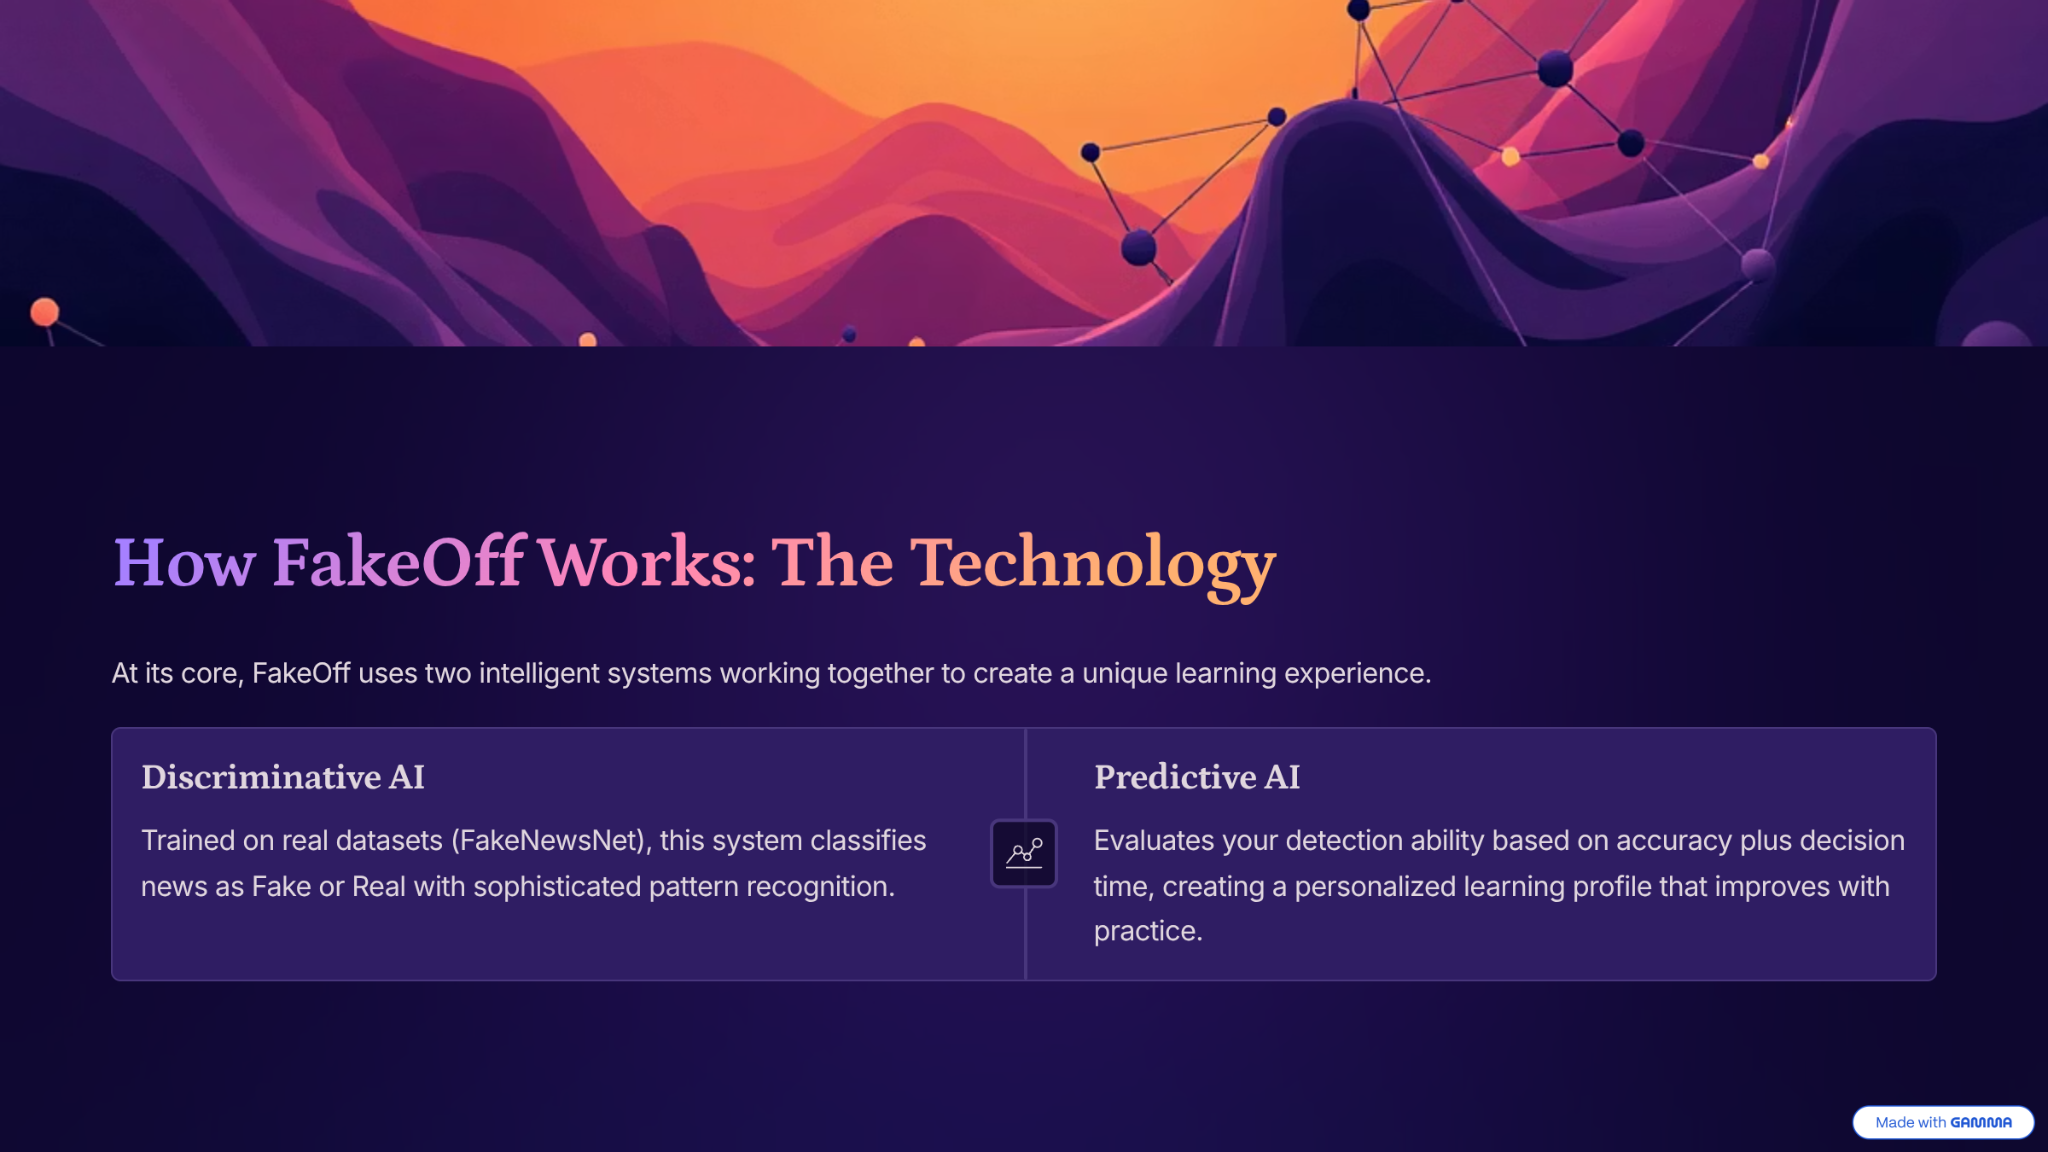 How FakeOff Works: The Technology
At its core, FakeOff uses two intelligent systems working together to create a unique learning experience.
Discriminative AI
Trained on real datasets (FakeNewsNet), this system classifies
news as Fake or Real with sophisticated pattern recognition.
Predictive AI
Evaluates your detection ability based on accuracy plus decision
time, creating a personalized learning profile that improves with
practice.
Made with GAMMA